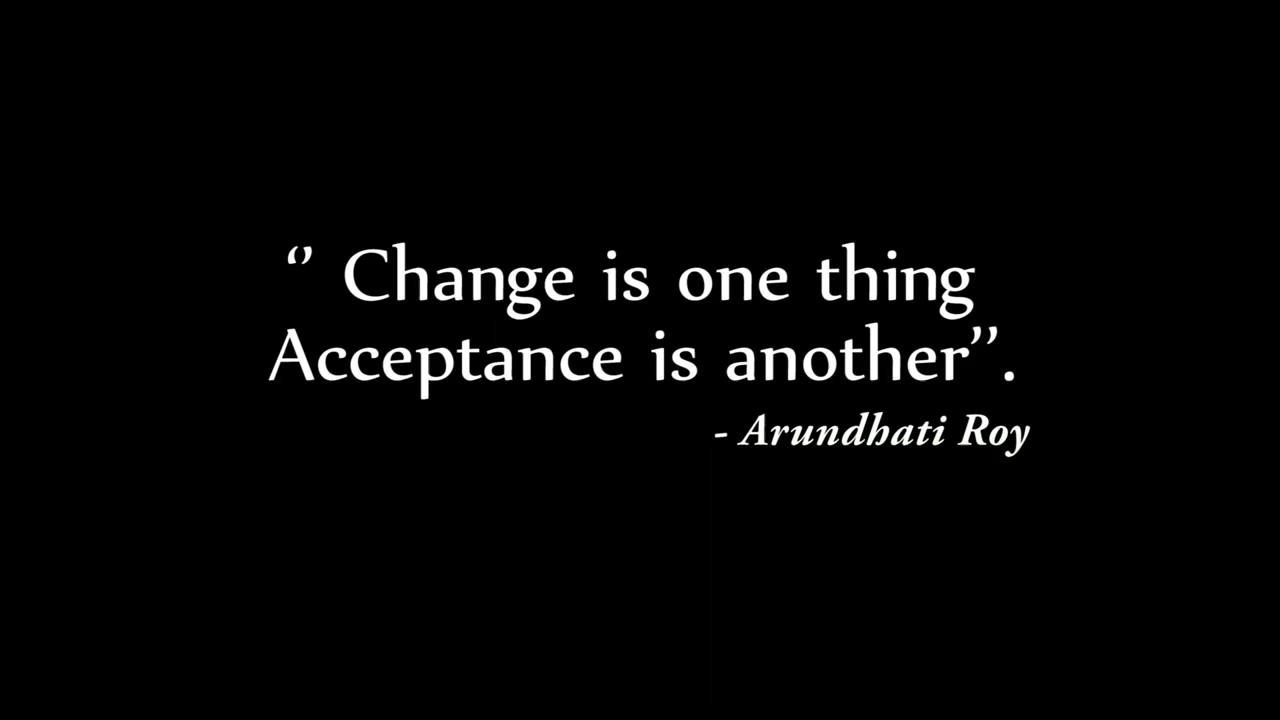 “ Change is one thing
Acceptance is another”.
- Arundhati Roy